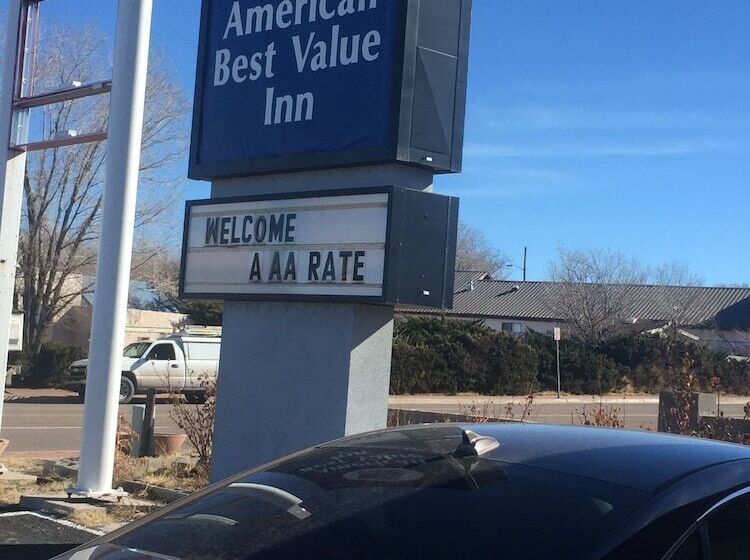 American
Best Value
Inn
WELCOME
A AA RATE